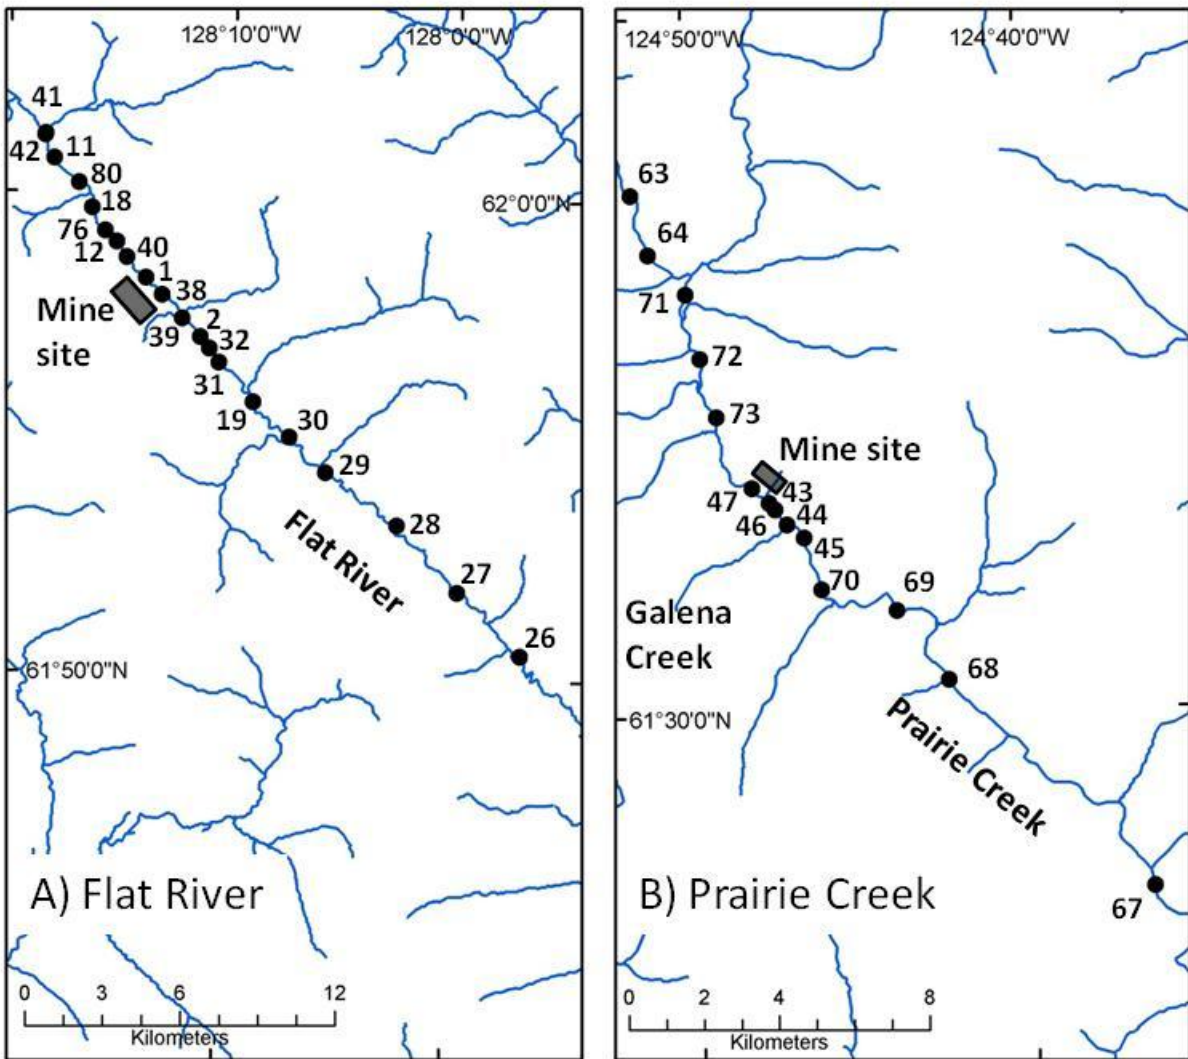 128°10'0"W
128°0'0"W
41
42
11
80
18
76
12
40
1
38
62°0'0"N
Mine
site
39
2
32
31
19
30
29
28
Flat River
27
26
61°50'0"N
A) Flat River
0 3 6 12
Kilometers
124°50'0"W
124°40'0"W
63
64
71
72
73
Mine site
47
43
46
44
45
70
69
Galena
Creek
68
61°30'0"N
Prairie Creek
67
B) Prairie Creek
0 2 4 8
Kilometers